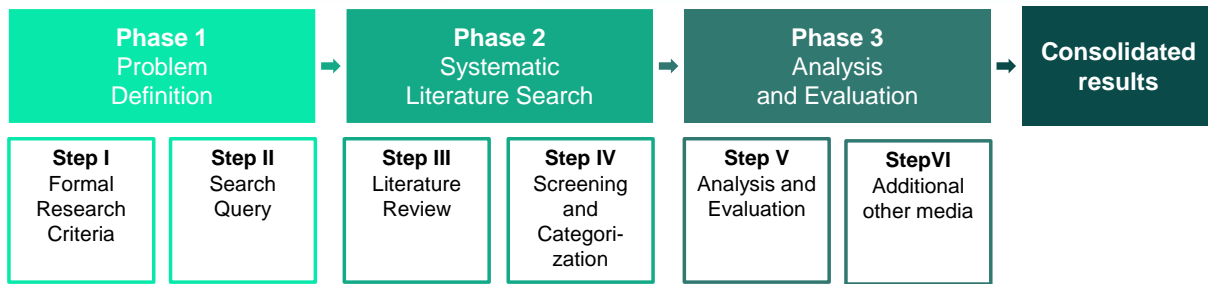 Phase 1
Problem
Definition
Phase 2
Systematic
Literature Search
Phase 3
Analysis
and Evaluation
Consolidated
results
Step I
Formal
Research
Criteria
Step II
Search
Query
Step III
Literature
Review
Step IV
Screening
and
Categori-
zation
Step V
Analysis and
Evaluation
StepVI
Additional
other media